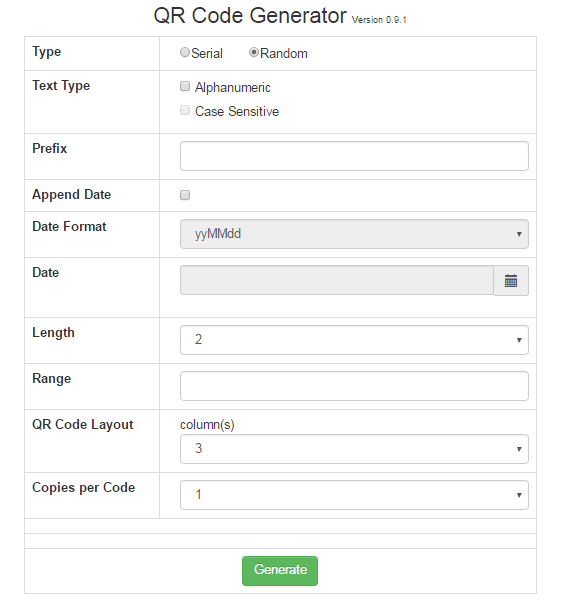 QR Code Generator Version 0.9.1
Type Serial Random
Text Type Alphanumeric
Case Sensitive
Prefix
Append Date
Date Format yyMMdd
Date
Length 2
Range
QR Code Layout column(s)
3
Copies per Code 1
Generate